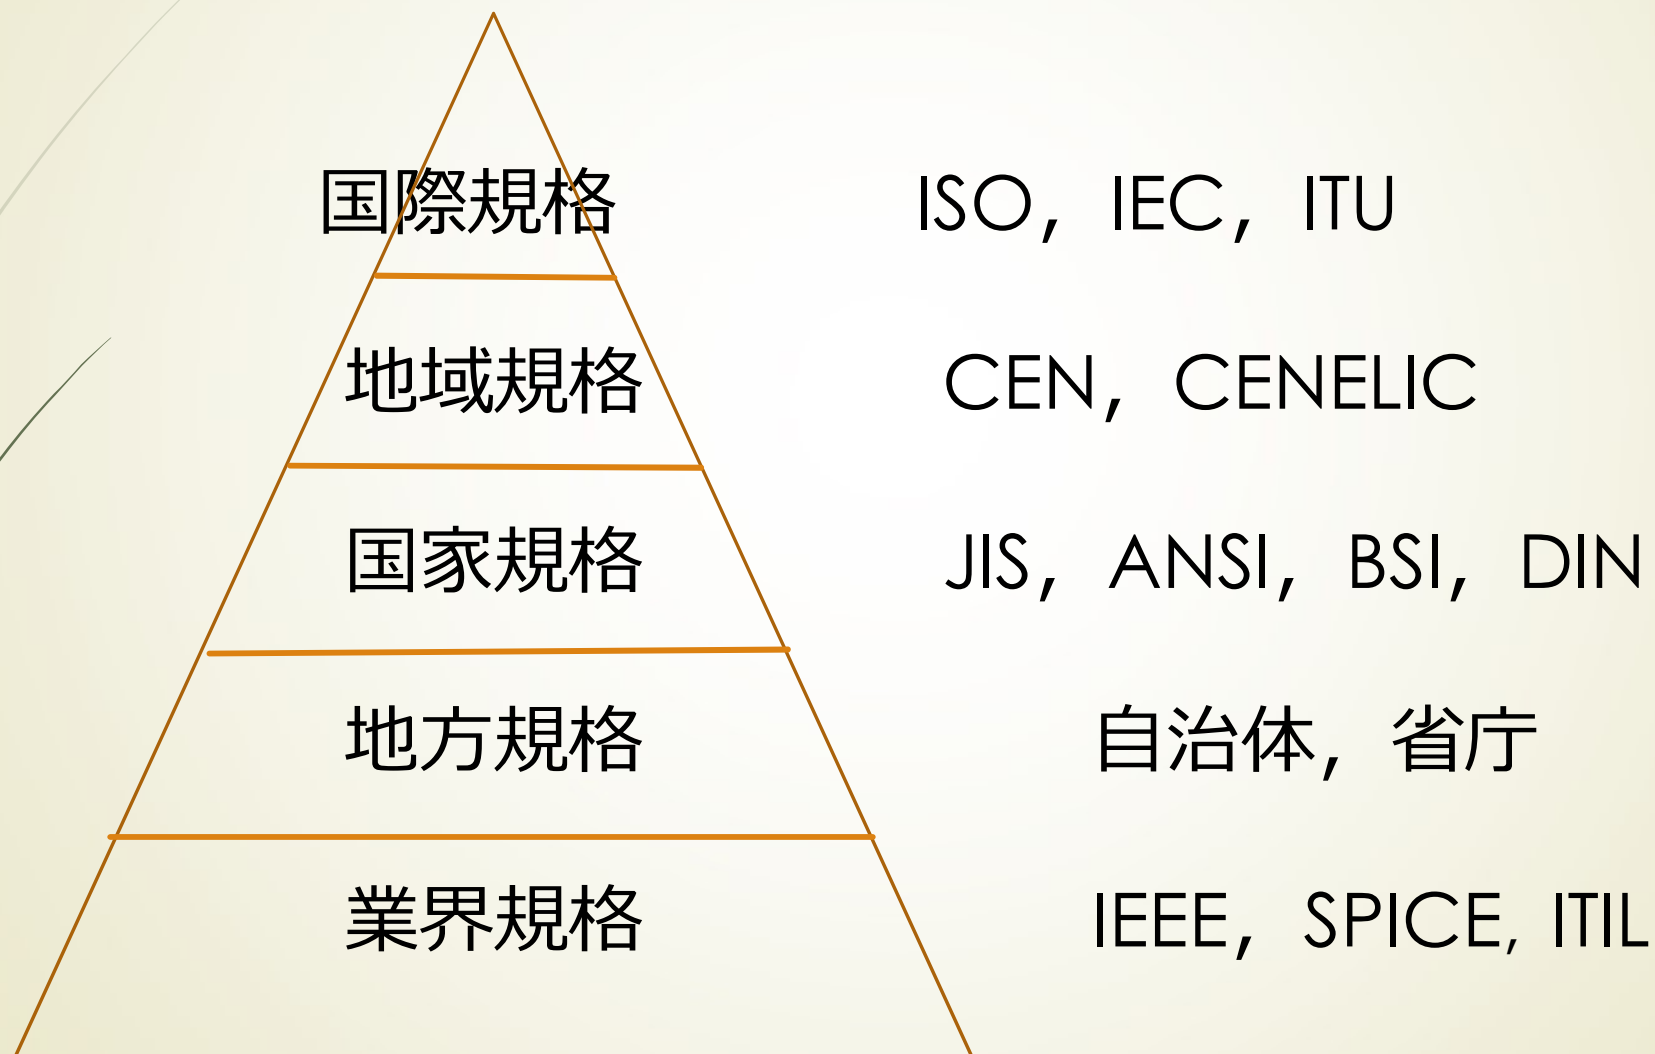 国際規格 ISO，IEC，ITU
地域規格 CEN，CENELIC
国家規格 JIS，ANSI，BSI，DIN
地方規格 自治体，省庁
業界規格 IEEE，SPICE, ITIL